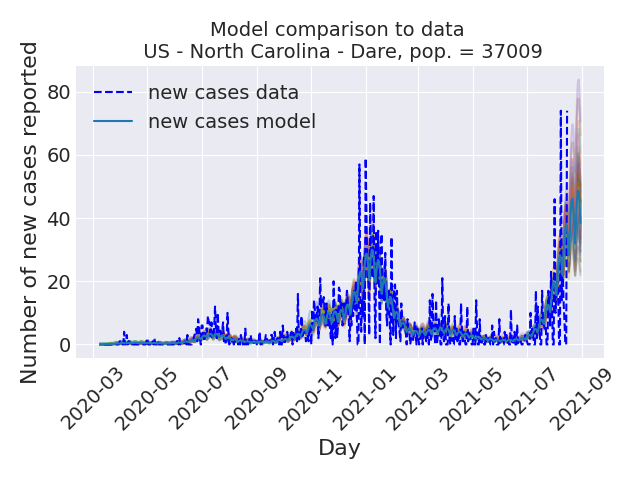 Model comparison to data
US - North Carolina - Dare, pop. = 37009
Number of new cases reported
80
60
40
20
0
new cases data
new cases model
2020-03
2020-05
2020-07
2020-09
2020-11
2021-01
2021-03
2021-05
2021-07
2021-09
Day